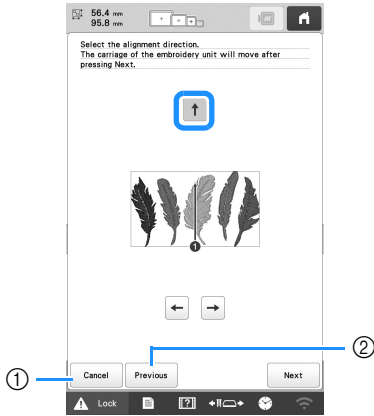 56.4 mm
95.8 mm
Select the alignment direction.
The carriage of the embroidery unit will move after
pressing Next.
↑
1
← →
① Cancel Previous ② Next
Lock